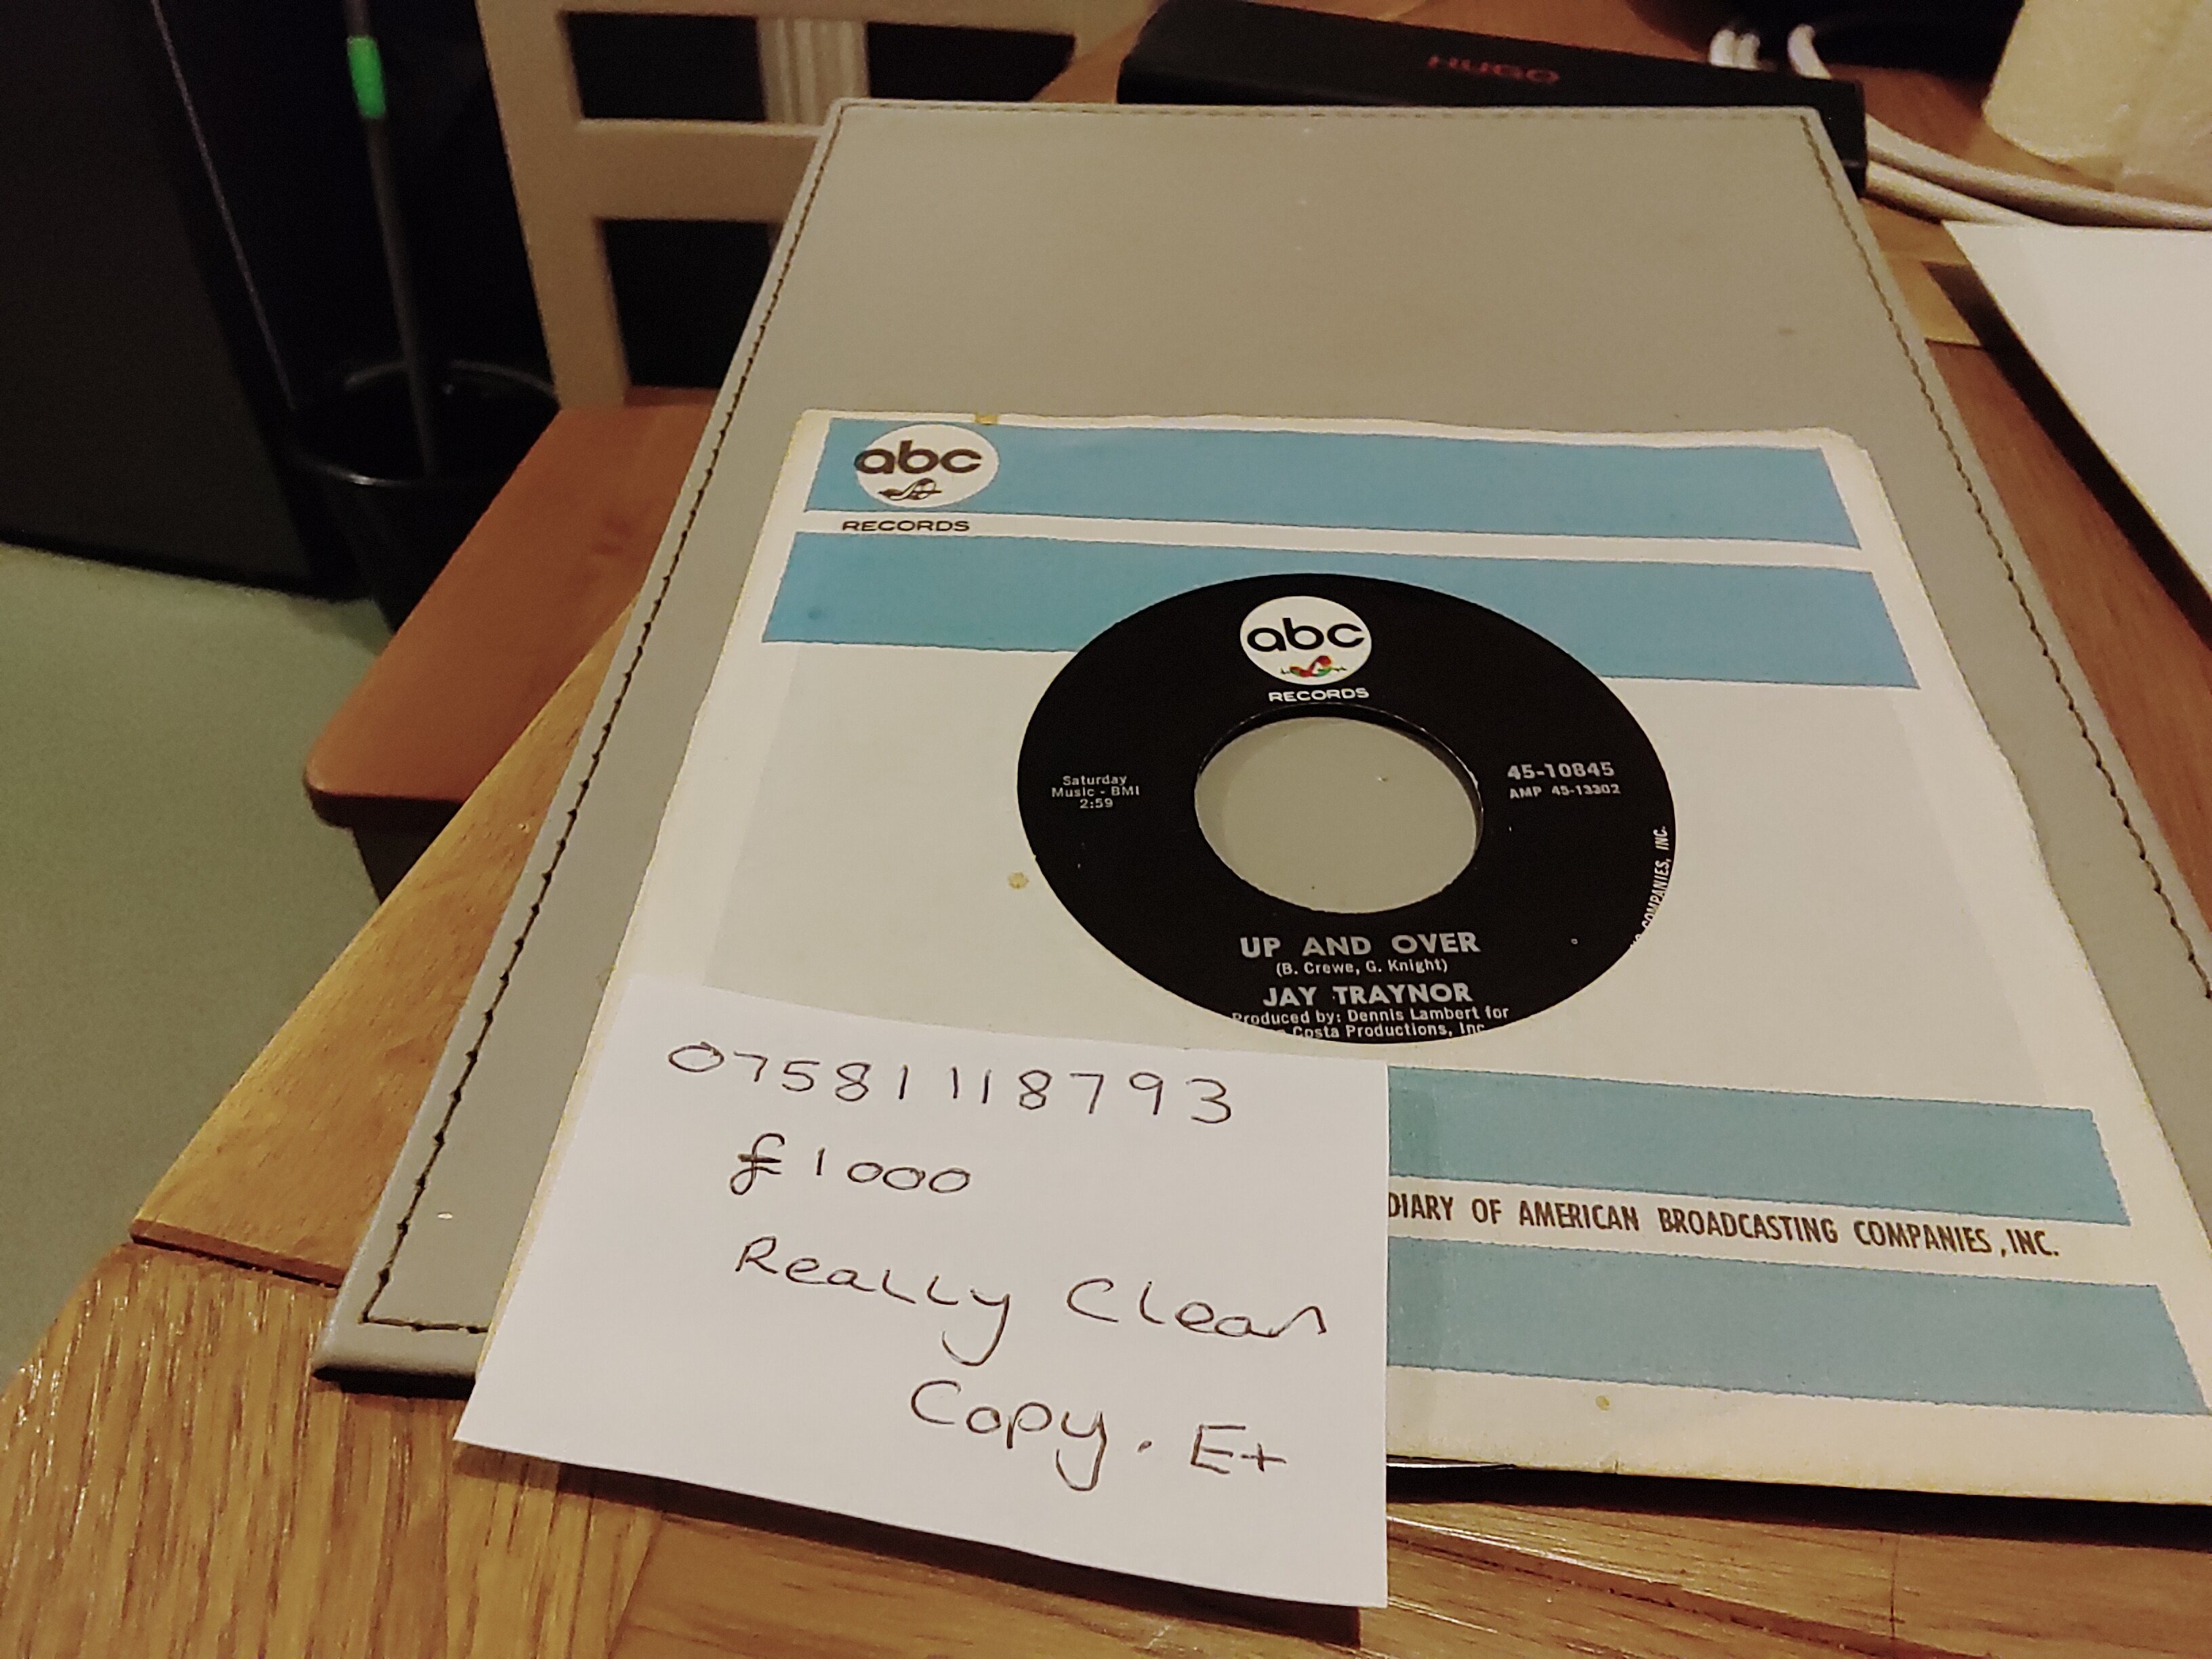 HUGO
abc
RECORDS
abc
RECORDS
Saturday
Music - BMI
2:59
45-10845
AMP 45-13302
COMPANIES, INC.
UP AND OVER
(B. Crewe, G. Knight)
JAY TRAYNOR
Produced by: Dennis Lambert for
Costa Productions, Inc
07581118793
£1000
Really Clean
Copy. E+
DIARY OF AMERICAN BROADCASTING COMPANIES, INC.